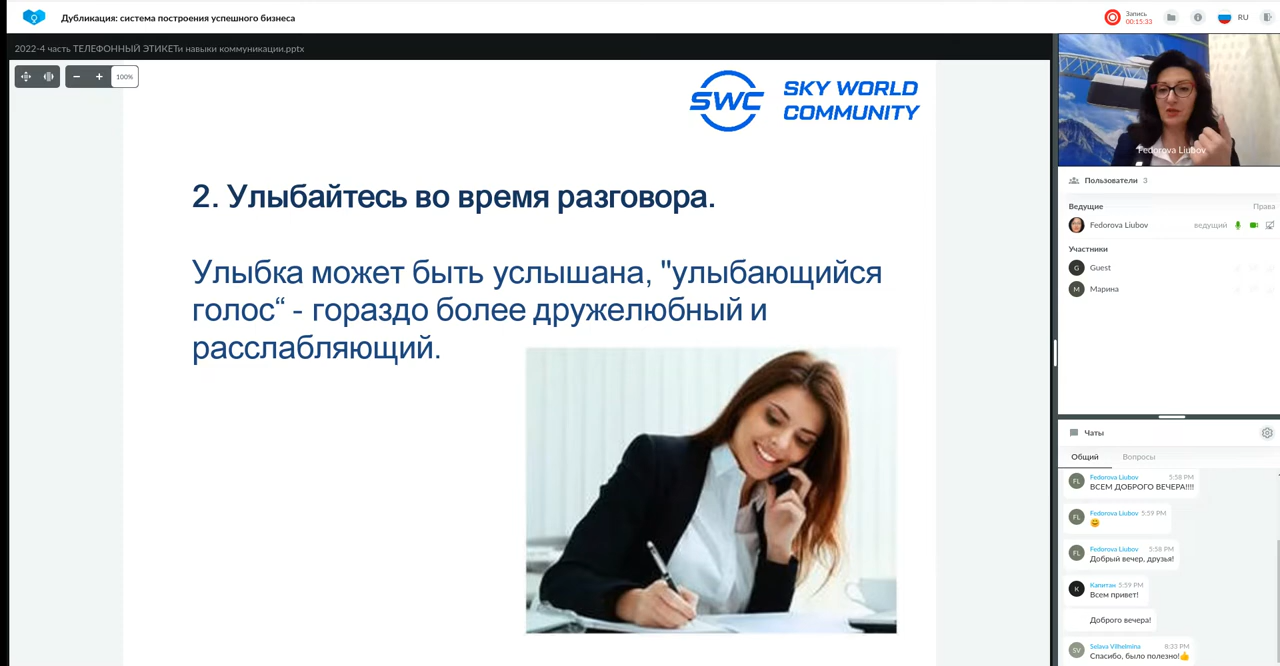 Дубликация: система построения успешного бизнеса
Запись
00:15:33
RU
2022-4 часть ТЕЛЕФОННЫЙ ЭТИКЕТи навыки коммуникации.pptx
100%
SWC
SKY WORLD
COMMUNITY
2. Улыбайтесь во время разговора.
Улыбка может быть услышана, "улыбающийся
голос“ - гораздо более дружелюбный и
расслабляющий.
Fedorova Liubov
Пользователи 3
Ведущие Права
Fedorova Liubov ведущий
Участники
G Guest
М Марина
Чаты
Общий Вопросы
FL Fedorova Liubov 5:58 PM
ВСЕМ ДОБРОГО ВЕЧЕРА!!!!
FL Fedorova Liubov 5:59 PM
😊
FL Fedorova Liubov 5:58 PM
Добрый вечер, друзья!
К Капитан 5:59 PM
Всем привет!
Доброго вечера!
SV Selava Vilhelmina 8:33 PM
Спасибо, было полезно!👍